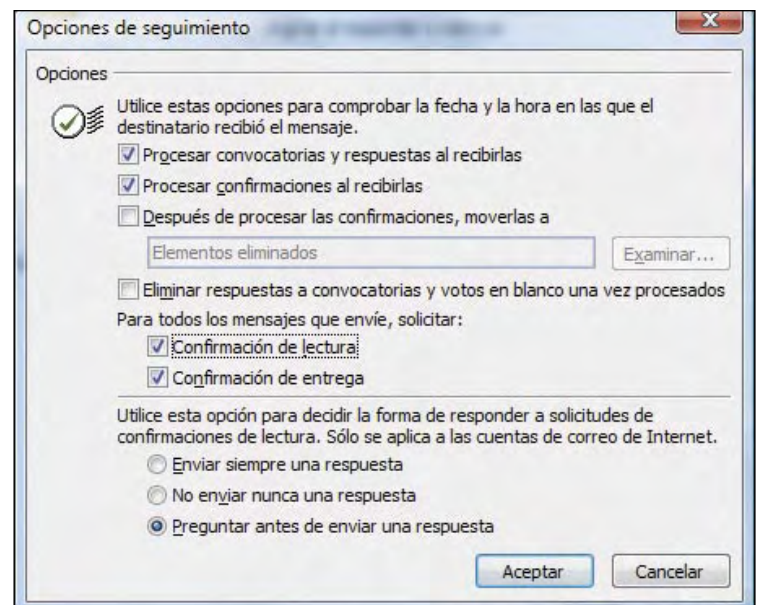 Opciones de seguimiento
Opciones
Utilice estas opciones para comprobar la fecha y la hora en las que el
destinatario recibió el mensaje.
Procesar convocatorias y respuestas al recibirlas
Procesar confirmaciones al recibirlas
Después de procesar las confirmaciones, moverlas a
Elementos eliminados
Examinar...
Eliminar respuestas a convocatorias y votos en blanco una vez procesados
Para todos los mensajes que envíe, solicitar:
Confirmación de lectura
Confirmación de entrega
Utilice esta opción para decidir la forma de responder a solicitudes de
confirmaciones de lectura. Sólo se aplica a las cuentas de correo de Internet.
Enviar siempre una respuesta
No enviar nunca una respuesta
Preguntar antes de enviar una respuesta
Aceptar
Cancelar